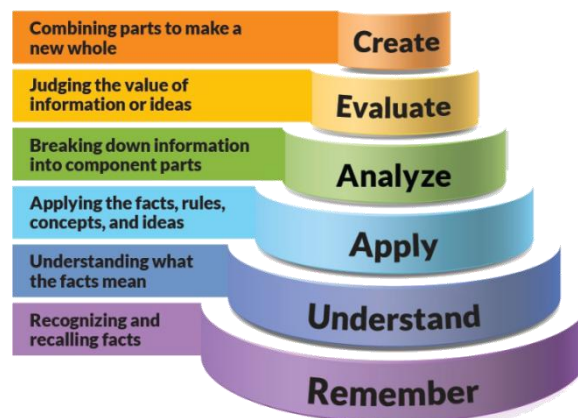 Combining parts to make a
new whole
Create
Judging the value of
information or ideas
Evaluate
Breaking down information
into component parts
Analyze
Applying the facts, rules,
concepts, and ideas
Apply
Understanding what
the facts mean
Understand
Recognizing and
recalling facts
Remember